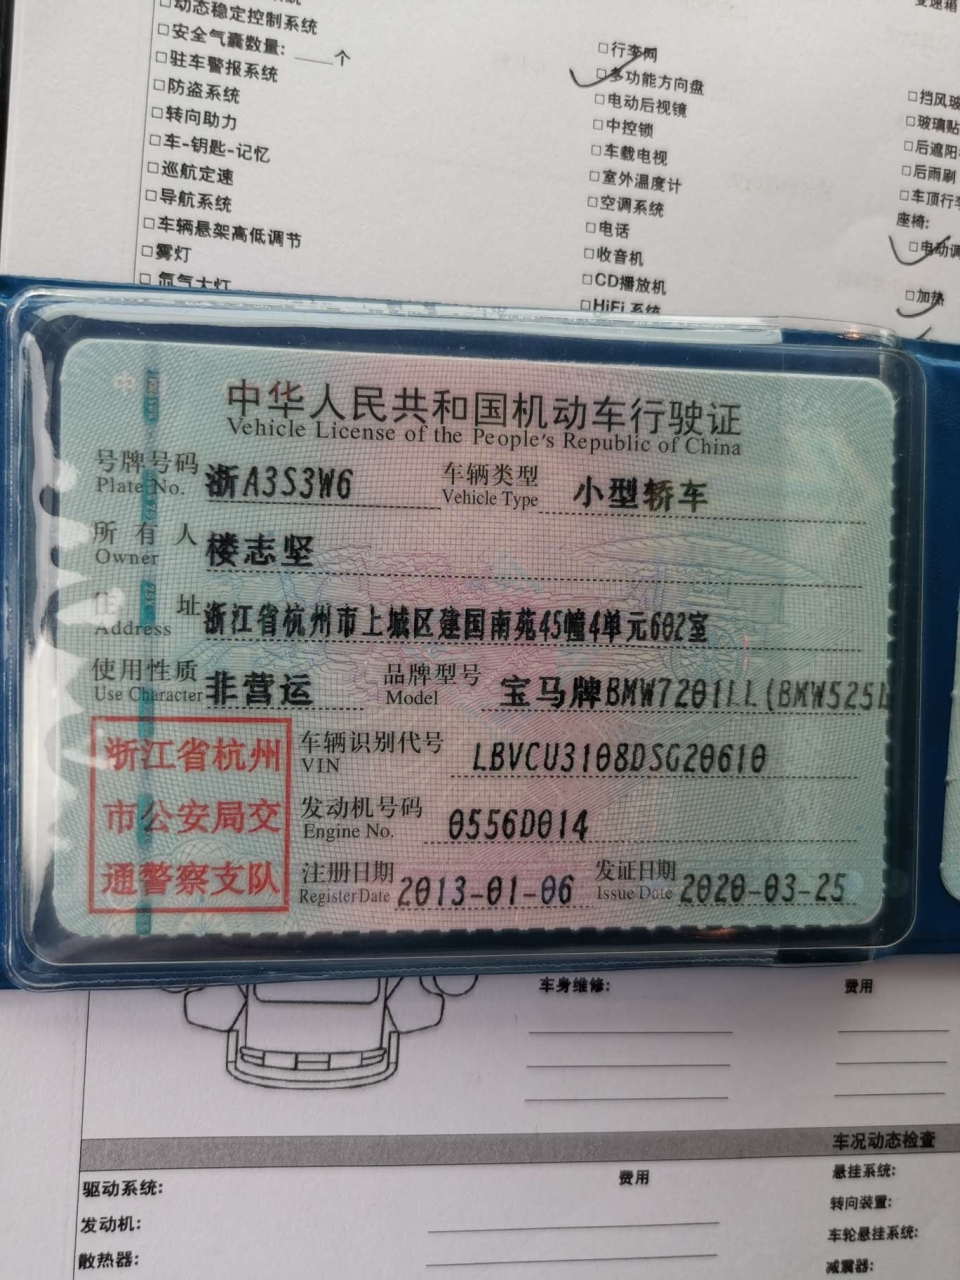 动态稳定控制系统
□安全气囊数量: ____个
□驻车警报系统
□防盗系统
□转向助力
□车-钥匙-记忆
□巡航定速
□导航系统
□车辆悬架高低调节
□雾灯
□氙气大灯
□行李网
□多功能方向盘
□电动后视镜
□中控锁
□车载电视
□室外温度计
□空调系统
□电话
□收音机
□CD播放机
□HiFi 系统
变速箱
□挡风玻
□玻璃贴
□后遮阳
□后雨刷
□车顶行李
座椅:
□电动调
□加热
中华人民共和国机动车行驶证
Vehicle License of the People's Republic of China
号牌号码 浙A3S3W6 车辆类型 小型轿车
Plate No. Vehicle Type
所有人 楼志坚
Owner
住址 浙江省杭州市上城区建国南苑45幢4单元602室
Address
使用性质 非营运 品牌型号 宝马牌BMW7201LL(BMW525L
Use Character Model
浙江省杭州
市公安局交
通警察支队
车辆识别代号 LBVCU3108DSG20610
VIN
发动机号码 0556D014
Engine No.
注册日期 2013-01-06 发证日期 2020-03-25
Register Date Issue Date
车身维修: 费用
车况动态检查
驱动系统: 费用 悬挂系统:
发动机: 转向装置:
散热器: 车轮悬挂系统:
减震器: